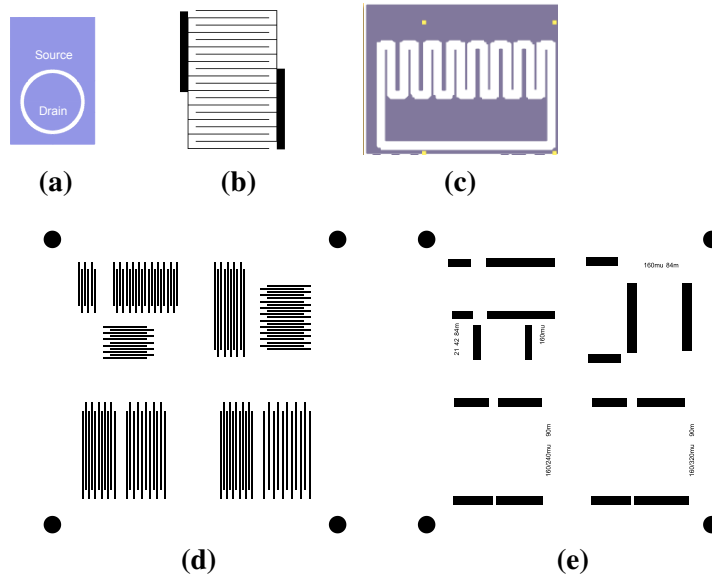 Source
Drain
(a)
(b)
(c)
160mu 84m
21 42 84m
160mu
160/240mu 90m
160/320mu 90m
(d)
(e)